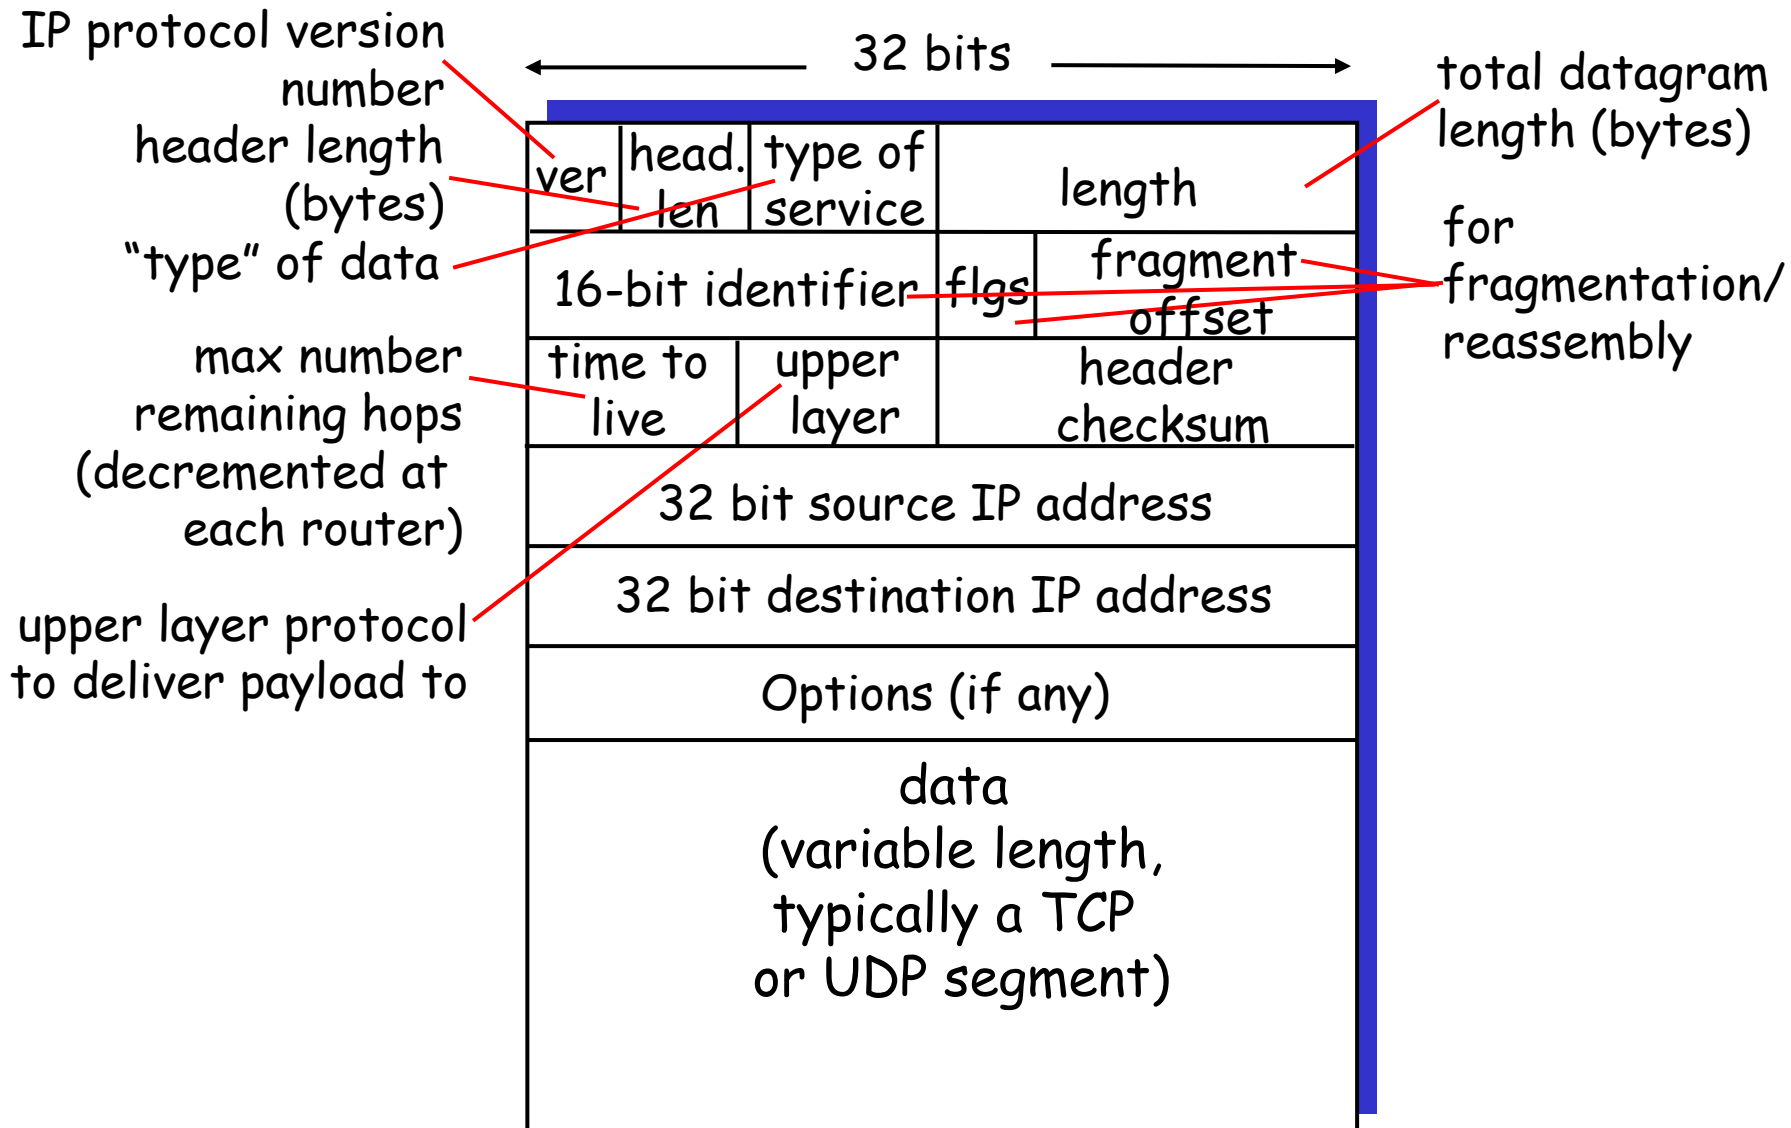 IP protocol version
number
header length
(bytes)
“type” of data
max number
remaining hops
(decremented at
each router)
upper layer protocol
to deliver payload to
32 bits
ver
head.
len
type of
service
length
16-bit identifier
flgs
fragment
offset
time to
live
upper
layer
header
checksum
32 bit source IP address
32 bit destination IP address
Options (if any)
data
(variable length,
typically a TCP
or UDP segment)
total datagram
length (bytes)
for
fragmentation/
reassembly